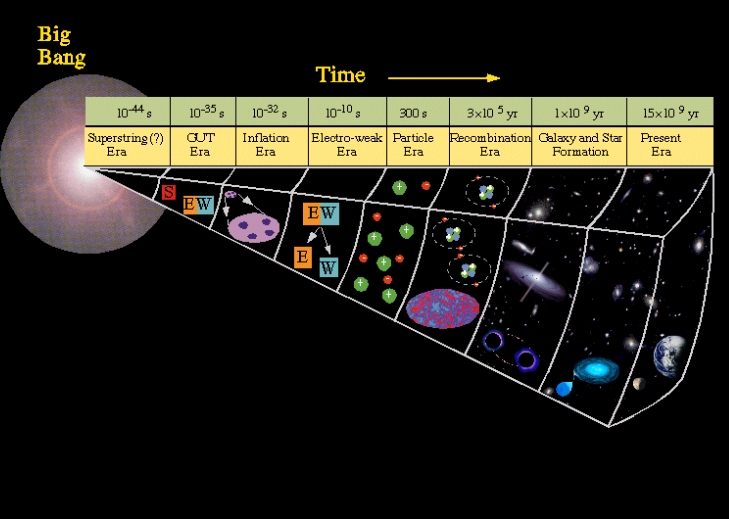 Big
Bang
Time
10⁻⁴⁴ s
10⁻³⁵ s
10⁻³² s
10⁻¹⁰ s
300 s
3×10⁵ yr
1×10⁹ yr
15×10⁹ yr
Superstring (?)
Era
GUT
Era
Inflation
Era
Electro-weak
Era
Particle
Era
Recombination
Era
Galaxy and Star
Formation
Present
Era
S
E W
E W
E
W
+
-
+
+
+
+
+